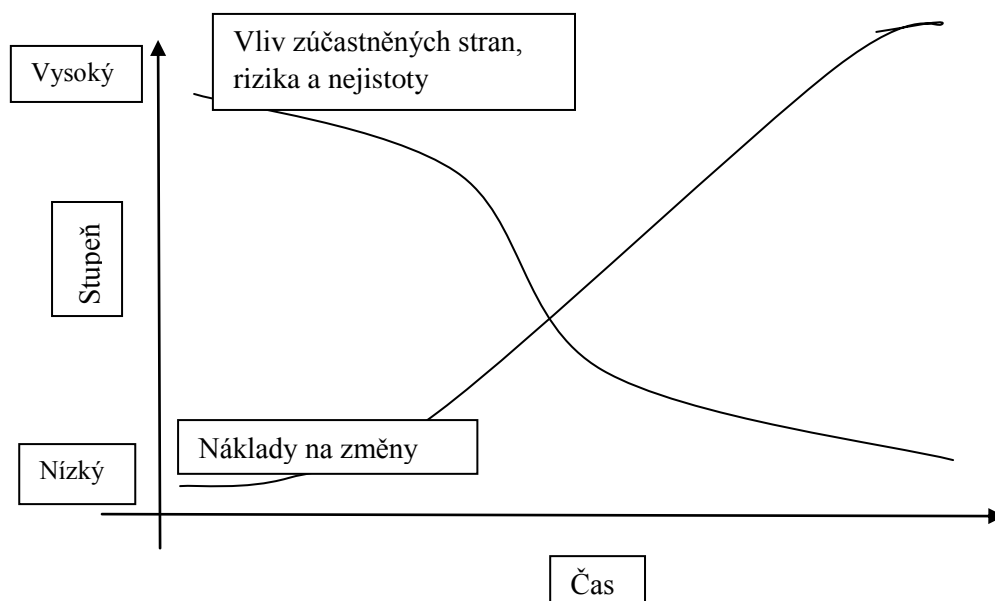 Vliv zúčastněných stran,
rizika a nejistoty
Vysoký
Stupeň
Náklady na změny
Nízký
Čas